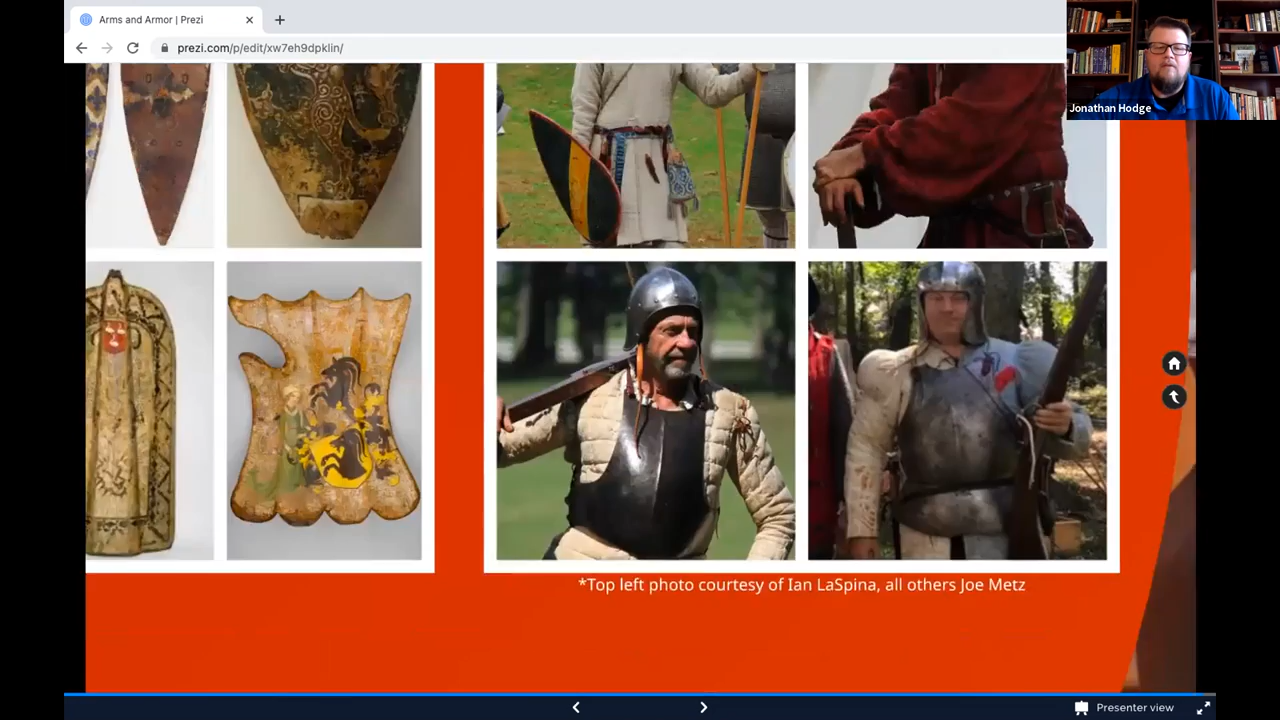 Arms and Armor | Prezi
prezi.com/p/edit/xw7eh9dpklin/
Jonathan Hodge
*Top left photo courtesy of Ian LaSpina, all others Joe Metz
Presenter view